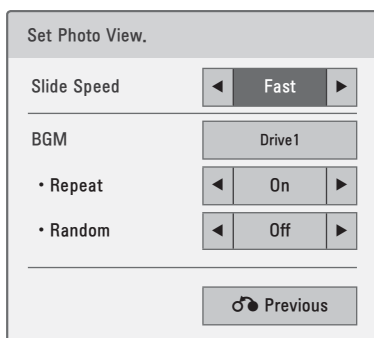 Set Photo View.
Slide Speed ◀ Fast ▶
BGM Drive1
• Repeat ◀ On ▶
• Random ◀ Off ▶
Previous